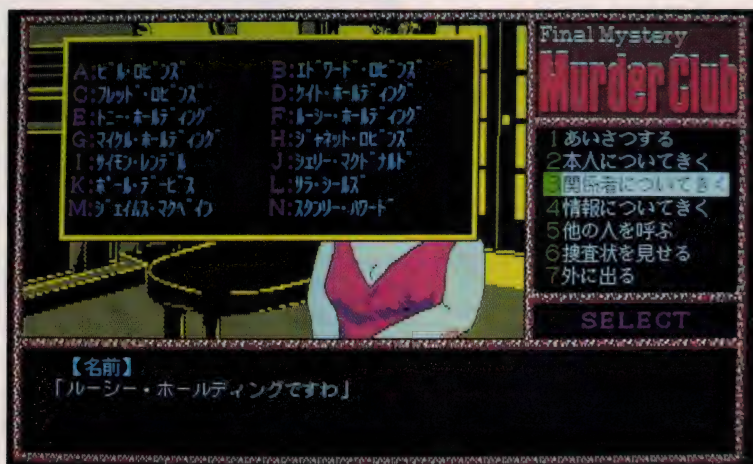 A:ビル・ロビンズ
B:エドワード・ロビンズ
C:フレッド・ロビンズ
D:ケイト・ホールディング
E:トニー・ホールディング
F:ルーシー・ホールディング
G:マイケル・ホールディング
H:ジャネット・ロビンズ
I:サイモン・レンデル
J:シェリー・マクドナルド
K:ポール・デービス
L:サラ・シールズ
M:ジェイムス・マクベイン
N:スタンリー・ハワード
Final Mystery
Murder Club
1あいさつする
2本人についてきく
3関係者についてきく
4情報についてきく
5他の人を呼ぶ
6捜査状を見せる
7外に出る
SELECT
【名前】
「ルーシー・ホールディングですわ」